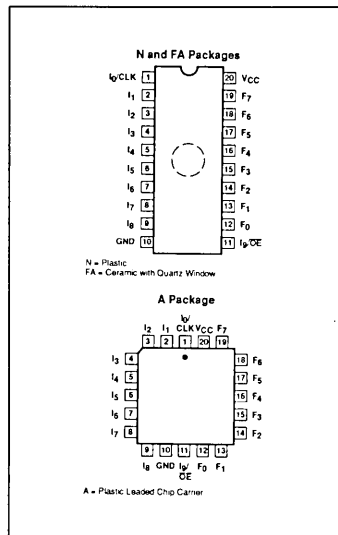 N and FA Packages
I0/CLK 1 20 VCC
I1 2 19 F7
I2 3 18 F6
I3 4 17 F5
I4 5 16 F4
I5 6 15 F3
I6 7 14 F2
I7 8 13 F1
I8 9 12 F0
GND 10 11 I9/OE
N = Plastic
FA = Ceramic with Quartz Window
A Package
I0/
I2 I1 CLK VCC F7
3 2 1 20 19
I3 4 18 F6
I4 5 17 F5
I5 6 16 F4
I6 7 15 F3
I7 8 14 F2
9 10 11 12 13
I8 GND I9/ F0 F1
OE
A = Plastic Leaded Chip Carrier